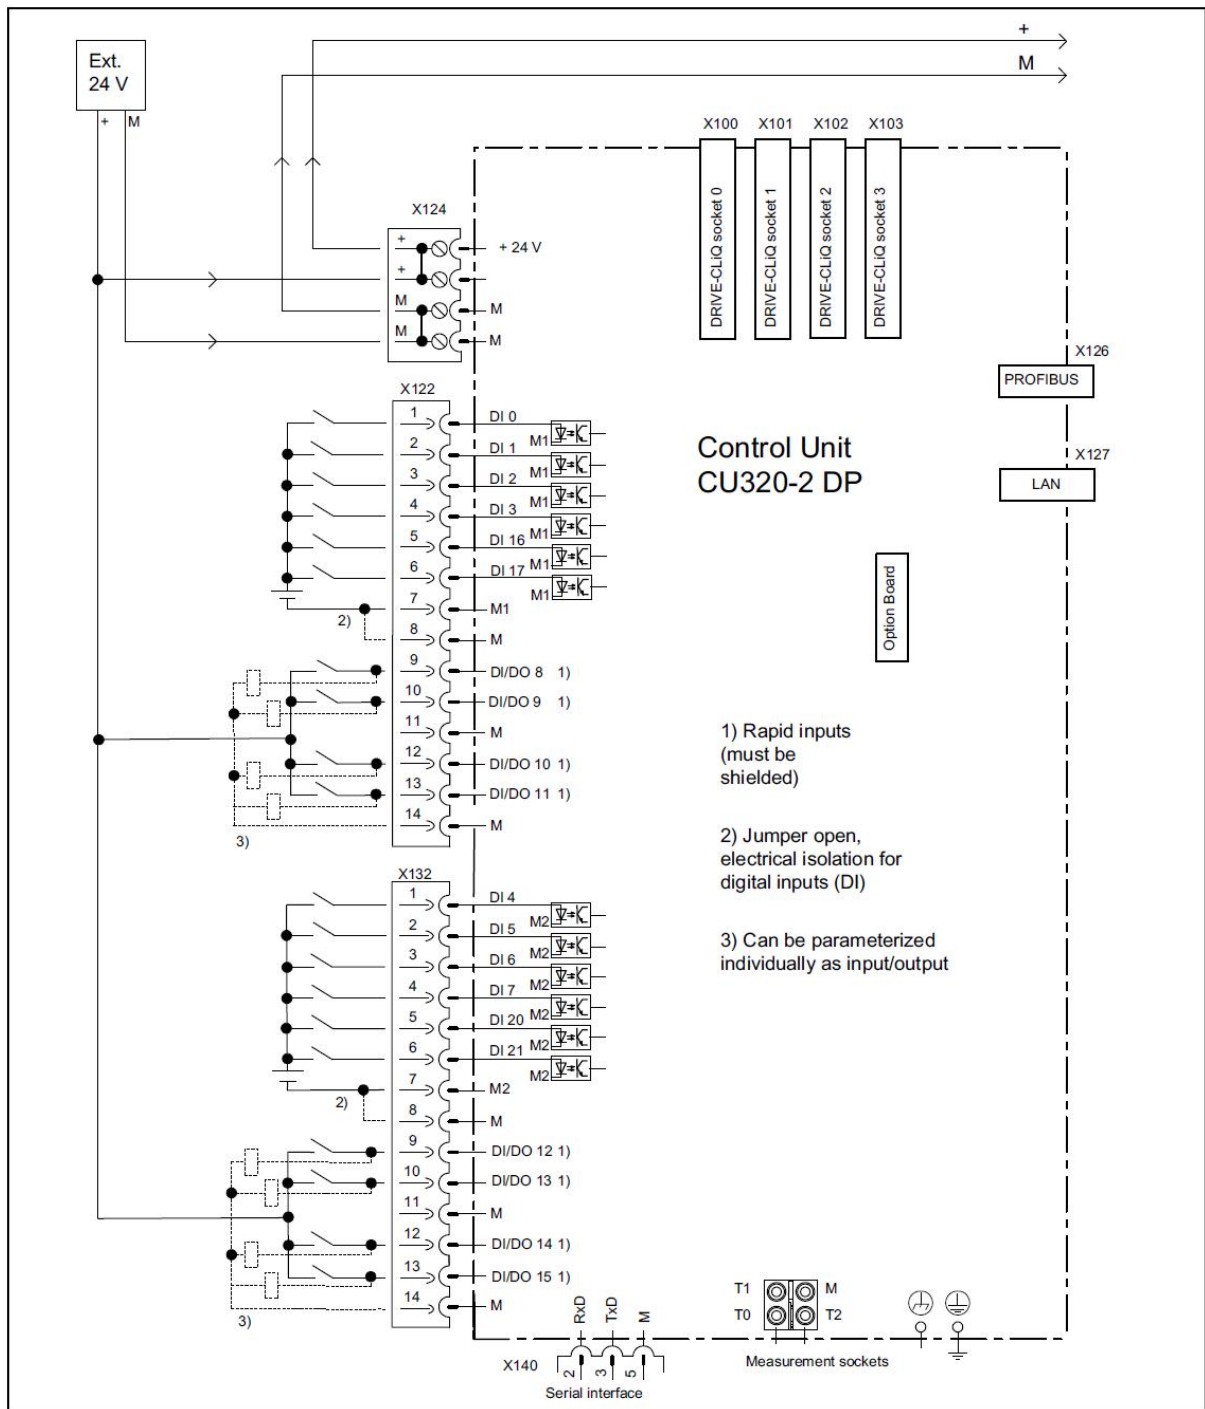 +
M
Ext.
24 V
+ M
X100 X101 X102 X103
DRIVE-CLiQ socket 0
DRIVE-CLiQ socket 1
DRIVE-CLiQ socket 2
DRIVE-CLiQ socket 3
X124
+ + 24 V
+
M M
M M
X126
PROFIBUS
X127
LAN
Control Unit
CU320-2 DP
Option Board
X122
1 DI 0 M1
2 DI 1 M1
3 DI 2 M1
4 DI 3 M1
5 DI 16 M1
6 DI 17 M1
7 M1
2)
8 M
9 DI/DO 8 1)
10 DI/DO 9 1)
11 M
12 DI/DO 10 1)
13 DI/DO 11 1)
14 M
3)
1) Rapid inputs
(must be
shielded)
2) Jumper open,
electrical isolation for
digital inputs (DI)
3) Can be parameterized
individually as input/output
X132
1 DI 4 M2
2 DI 5 M2
3 DI 6 M2
4 DI 7 M2
5 DI 20 M2
6 DI 21 M2
7 M2
2)
8 M
9 DI/DO 12 1)
10 DI/DO 13 1)
11 M
12 DI/DO 14 1)
13 DI/DO 15 1)
14 M
3)
RxD TxD M
X140 2 3 5
Serial interface
T1 M
T0 T2
Measurement sockets